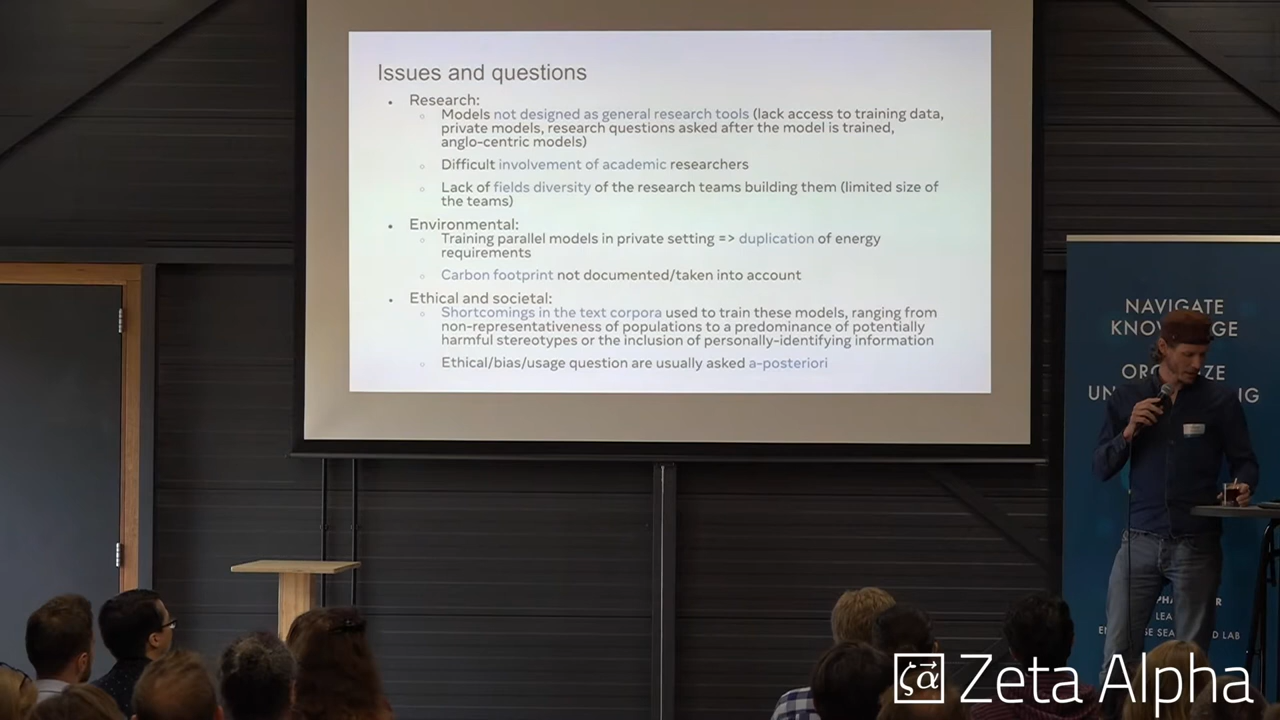 Issues and questions
• Research:
○ Models not designed as general research tools (lack access to training data,
private models, research questions asked after the model is trained,
anglo-centric models)
○ Difficult involvement of academic researchers
○ Lack of fields diversity of the research teams building them (limited size of
the teams)
• Environmental:
○ Training parallel models in private setting => duplication of energy
requirements
○ Carbon footprint not documented/taken into account
• Ethical and societal:
○ Shortcomings in the text corpora used to train these models, ranging from
non-representativeness of populations to a predominance of potentially
harmful stereotypes or the inclusion of personally-identifying information
○ Ethical/bias/usage question are usually asked a-posteriori
NAVIGATE
ζα Zeta Alpha